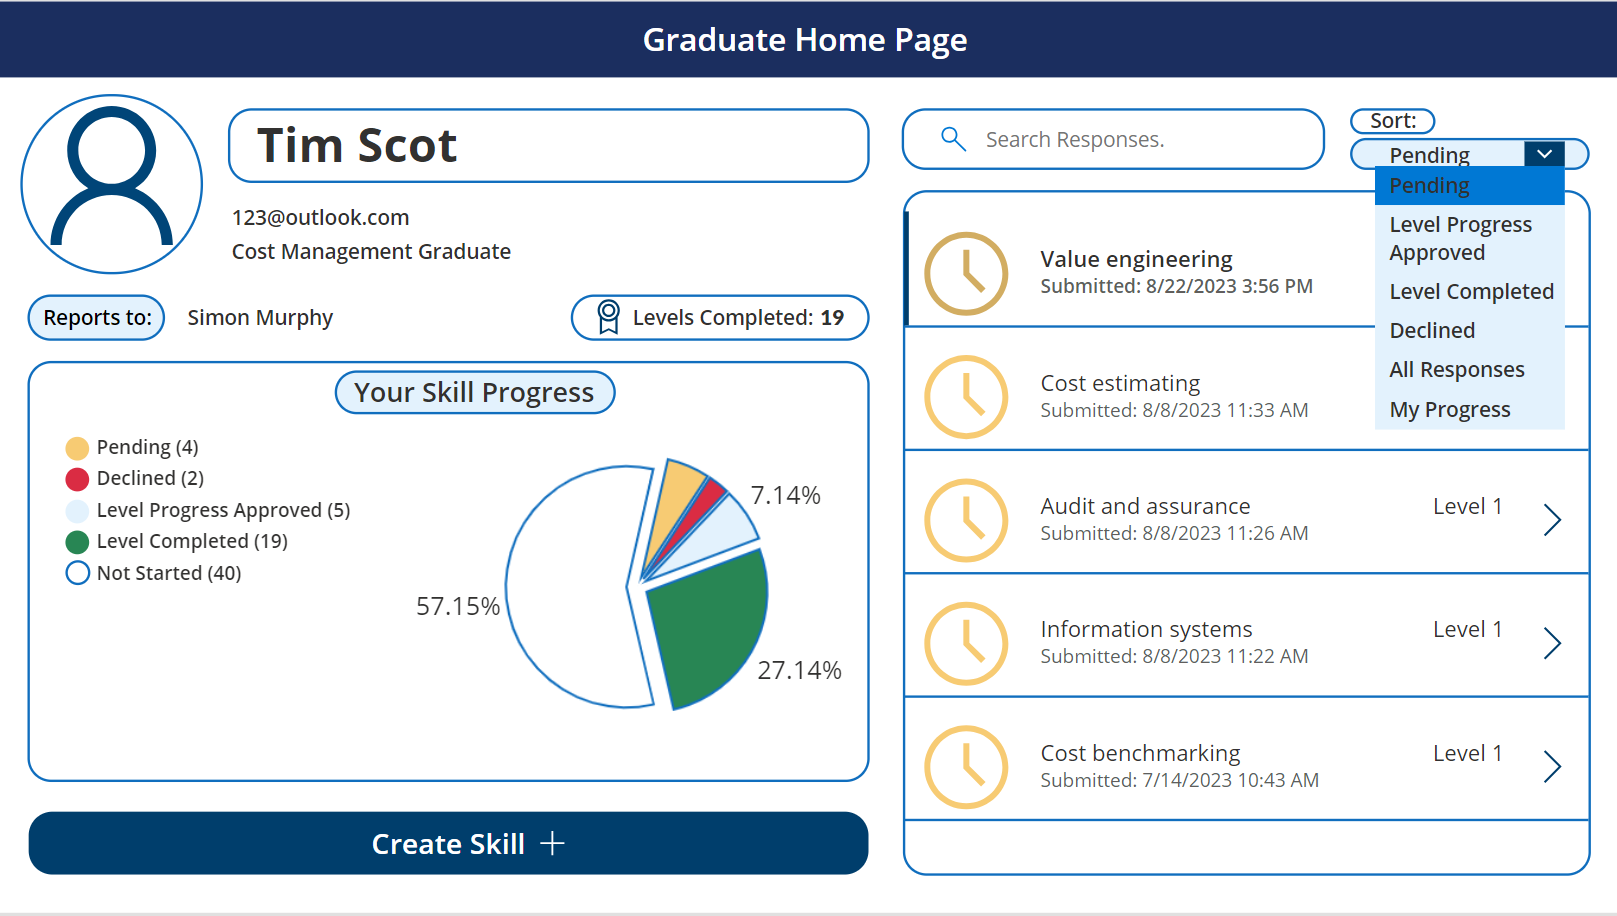 Graduate Home Page
Tim Scot
123@outlook.com
Cost Management Graduate
Reports to:
Simon Murphy
Levels Completed: 19
Your Skill Progress
Pending (4)
Declined (2)
Level Progress Approved (5)
Level Completed (19)
Not Started (40)
7.14%
57.15%
27.14%
Create Skill
Search Responses.
Sort:
Pending
Pending
Level Progress
Approved
Level Completed
Declined
All Responses
My Progress
Value engineering
Submitted: 8/22/2023 3:56 PM
Cost estimating
Submitted: 8/8/2023 11:33 AM
Audit and assurance
Level 1
Submitted: 8/8/2023 11:26 AM
Information systems
Level 1
Submitted: 8/8/2023 11:22 AM
Cost benchmarking
Level 1
Submitted: 7/14/2023 10:43 AM